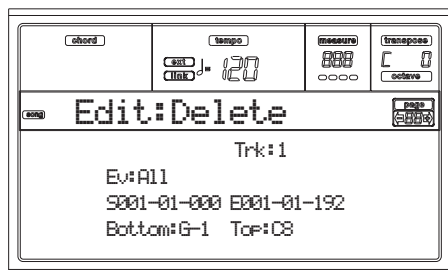 chord
tempo
measure
transpose
ext
link
♩= 120
888
C 0
octave
song
Edit:Delete
page
88
Trk:1
Ev:All
S001-01-000 E001-01-192
Bottom:G-1 Top:C8